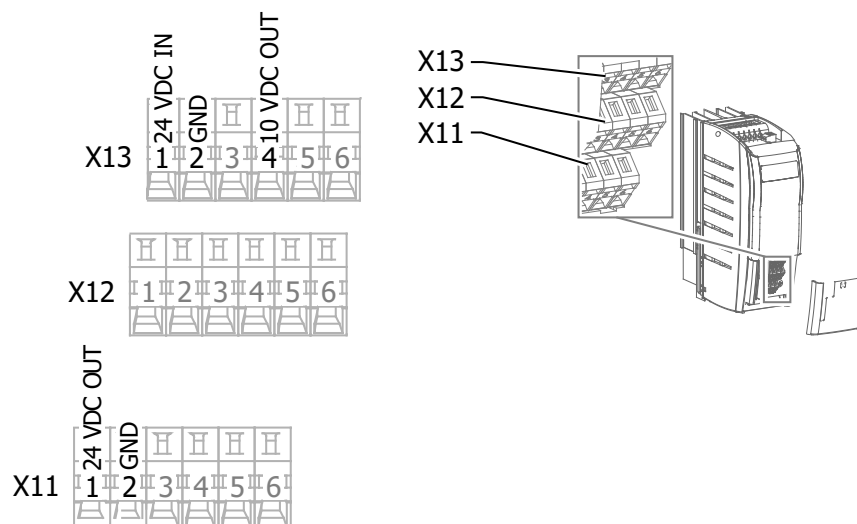 24 VDC IN
GND
10 VDC OUT
X13 1 2 3 4 5 6
X12 1 2 3 4 5 6
24 VDC OUT
GND
X11 1 2 3 4 5 6
X13
X12
X11